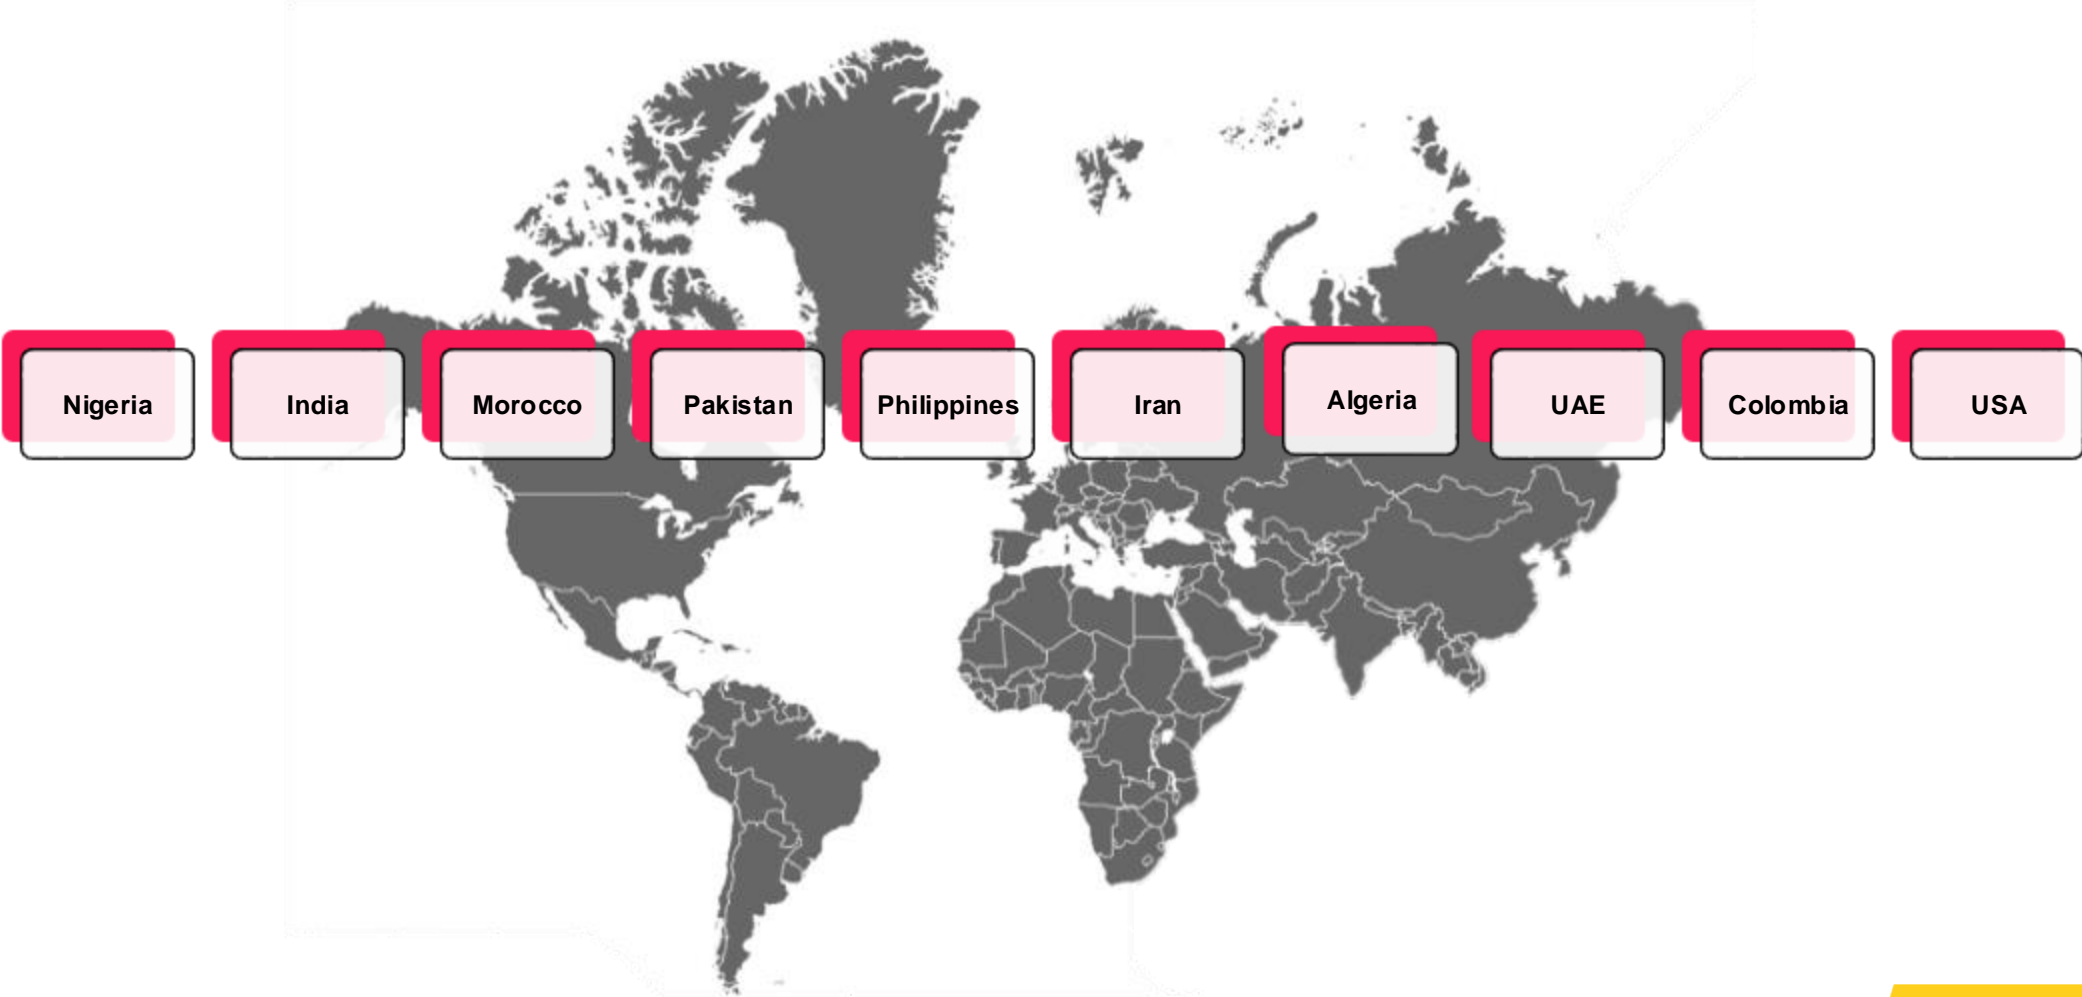 Nigeria
India
Morocco
Pakistan
Philippines
Iran
Algeria
UAE
Colombia
USA